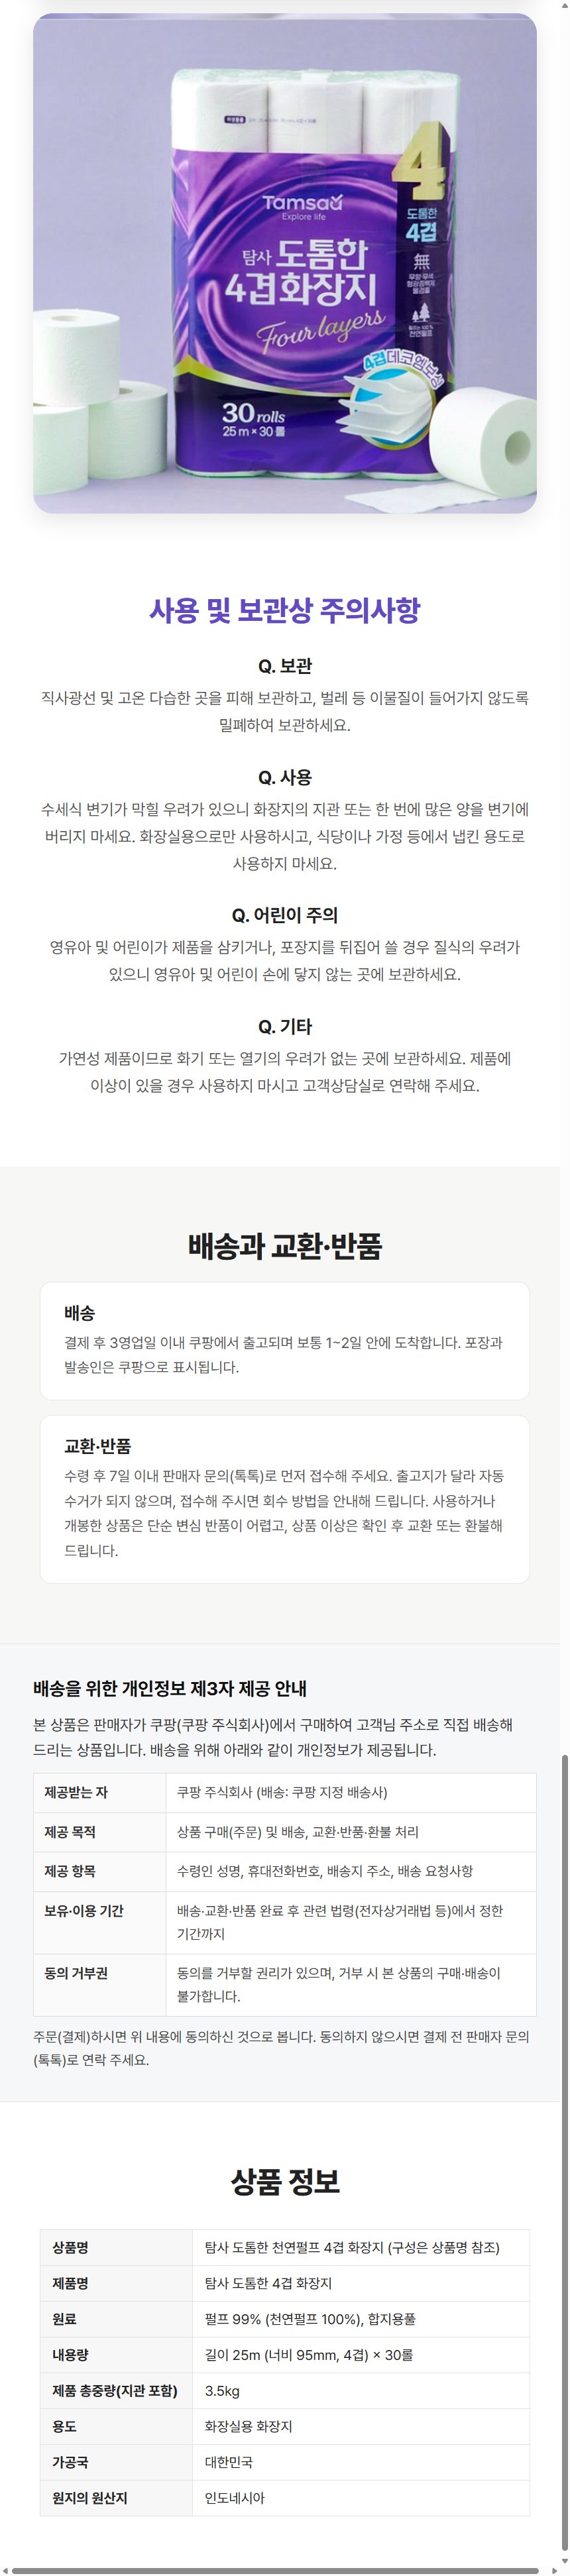 Tamsaa
Explore life
탐사 도톰한
4겹화장지
Four layers
30 rolls
25 m × 30 롤
4
도톰한
4겹
無
사용 및 보관상 주의사항
Q. 보관
직사광선 및 고온 다습한 곳을 피해 보관하고, 벌레 등 이물질이 들어가지 않도록
밀폐하여 보관하세요.
Q. 사용
수세식 변기가 막힐 우려가 있으니 화장지의 지관 또는 한 번에 많은 양을 변기에
버리지 마세요. 화장실용으로만 사용하시고, 식당이나 가정 등에서 냅킨 용도로
사용하지 마세요.
Q. 어린이 주의
영유아 및 어린이가 제품을 삼키거나, 포장지를 뒤집어 쓸 경우 질식의 우려가
있으니 영유아 및 어린이 손에 닿지 않는 곳에 보관하세요.
Q. 기타
가연성 제품이므로 화기 또는 열기의 우려가 없는 곳에 보관하세요. 제품에
이상이 있을 경우 사용하지 마시고 고객상담실로 연락해 주세요.
배송과 교환·반품
배송
결제 후 3영업일 이내 쿠팡에서 출고되며 보통 1~2일 안에 도착합니다. 포장과
발송인은 쿠팡으로 표시됩니다.
교환·반품
수령 후 7일 이내 판매자 문의(톡톡)로 먼저 접수해 주세요. 출고지가 달라 자동
수거가 되지 않으며, 접수해 주시면 회수 방법을 안내해 드립니다. 사용하거나
개봉한 상품은 단순 변심 반품이 어렵고, 상품 이상은 확인 후 교환 또는 환불해
드립니다.
배송을 위한 개인정보 제3자 제공 안내
본 상품은 판매자가 쿠팡(쿠팡 주식회사)에서 구매하여 고객님 주소로 직접 배송해
드리는 상품입니다. 배송을 위해 아래와 같이 개인정보가 제공됩니다.
제공받는 자 쿠팡 주식회사 (배송: 쿠팡 지정 배송사)
제공 목적 상품 구매(주문) 및 배송, 교환·반품·환불 처리
제공 항목 수령인 성명, 휴대전화번호, 배송지 주소, 배송 요청사항
보유·이용 기간 배송·교환·반품 완료 후 관련 법령(전자상거래법 등)에서 정한
기간까지
동의 거부권 동의를 거부할 권리가 있으며, 거부 시 본 상품의 구매·배송이
불가합니다.
주문(결제)하시면 위 내용에 동의하신 것으로 봅니다. 동의하지 않으시면 결제 전 판매자 문의
(톡톡)로 연락 주세요.
상품 정보
상품명 탐사 도톰한 천연펄프 4겹 화장지 (구성은 상품명 참조)
제품명 탐사 도톰한 4겹 화장지
원료 펄프 99% (천연펄프 100%), 합지용풀
내용량 길이 25m (너비 95mm, 4겹) × 30롤
제품 총중량(지관 포함) 3.5kg
용도 화장실용 화장지
가공국 대한민국
원지의 원산지 인도네시아